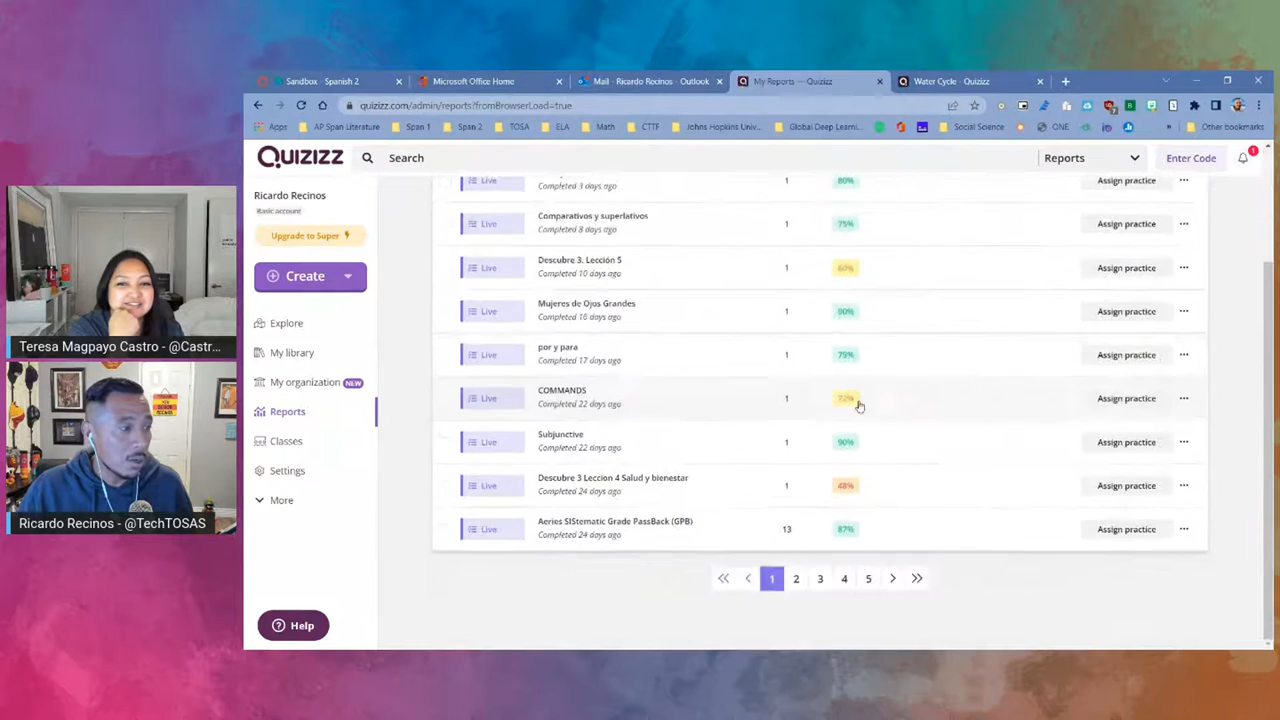 Sandbox - Spanish 2
Microsoft Office Home
Mail - Ricardo Recinos - Outlook
My Reports — Quizizz
Water Cycle - Quizizz
quizizz.com/admin/reports?fromBrowserLoad=true
Apps
AP Span Literature
Span 1
Span 2
TOSA
ELA
Math
CTTF
Johns Hopkins Univ...
Global Deep Learni...
Social Science
ONE
Other bookmarks
Quizizz
Search
Reports
Enter Code
1
Ricardo Recinos
Basic account
Upgrade to Super
Create
Explore
My library
My organization NEW
Reports
Classes
Settings
More
Help
Live
1
80%
Assign practice
Completed 3 days ago
Live
Comparativos y superlativos
1
75%
Assign practice
Completed 8 days ago
Live
Descubre 3. Lección 5
1
60%
Assign practice
Completed 10 days ago
Live
Mujeres de Ojos Grandes
1
90%
Assign practice
Completed 16 days ago
Live
por y para
1
79%
Assign practice
Completed 17 days ago
Live
COMMANDS
1
Assign practice
Completed 22 days ago
Live
Subjunctive
1
90%
Assign practice
Completed 22 days ago
Live
Descubre 3 Leccion 4 Salud y bienestar
1
48%
Assign practice
Completed 24 days ago
Live
Aeries SIStematic Grade PassBack (GPB)
13
87%
Assign practice
Completed 24 days ago
1 2 3 4 5
Teresa Magpayo Castro - @Castr...
Ricardo Recinos - @TechTOSAS